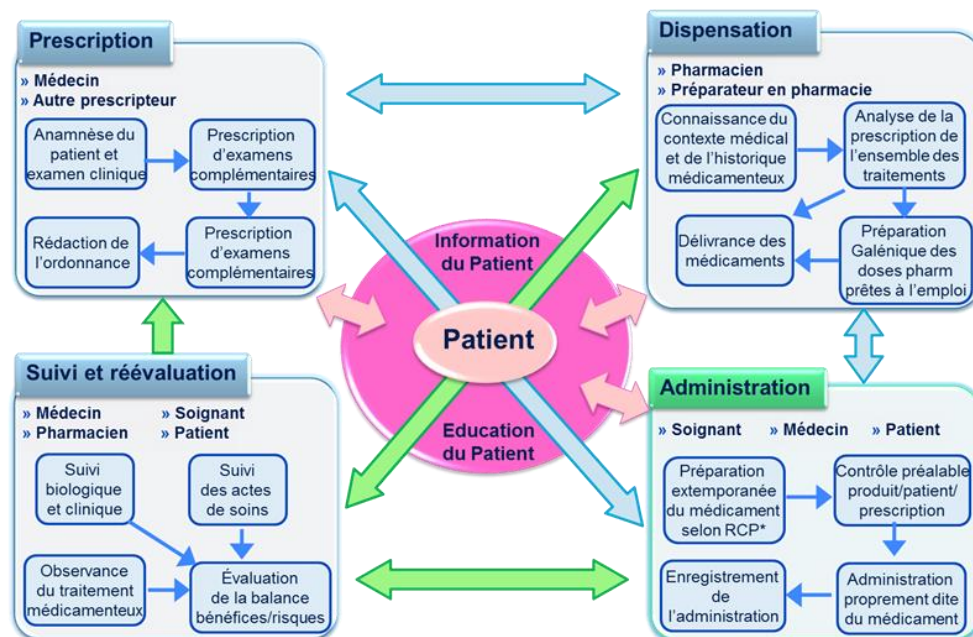 Prescription
» Médecin
» Autre prescripteur
Anamnèse du
patient et
examen clinique
Prescription
d'examens
complémentaires
Rédaction de
l'ordonnance
Prescription
d'examens
complémentaires
Dispensation
» Pharmacien
» Préparateur en pharmacie
Connaissance du
contexte médical
et de l'historique
médicamenteux
Analyse de la
prescription de
l'ensemble des
traitements
Délivrance des
médicaments
Préparation
Galénique des
doses pharm
prêtes à l'emploi
Information
du Patient
Patient
Education
du Patient
Suivi et réévaluation
» Médecin
» Soignant
» Pharmacien
» Patient
Suivi
biologique
et clinique
Suivi
des actes
de soins
Observance
du traitement
médicamenteux
Évaluation
de la balance
bénéfices/risques
Administration
» Soignant
» Médecin
» Patient
Préparation
extemporanée
du médicament
selon RCP*
Contrôle préalable
produit/patient/
prescription
Enregistrement
de
l'administration
Administration
proprement dite
du médicament